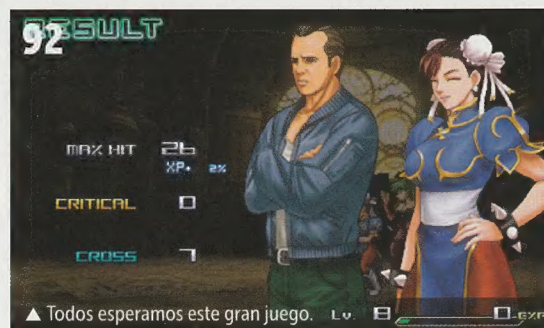 92
RESULT
MAX HIT 26
XP• 2%
CRITICAL 0
CROSS 7
▲ Todos esperamos este gran juego.
Lv. 8 0 EXP